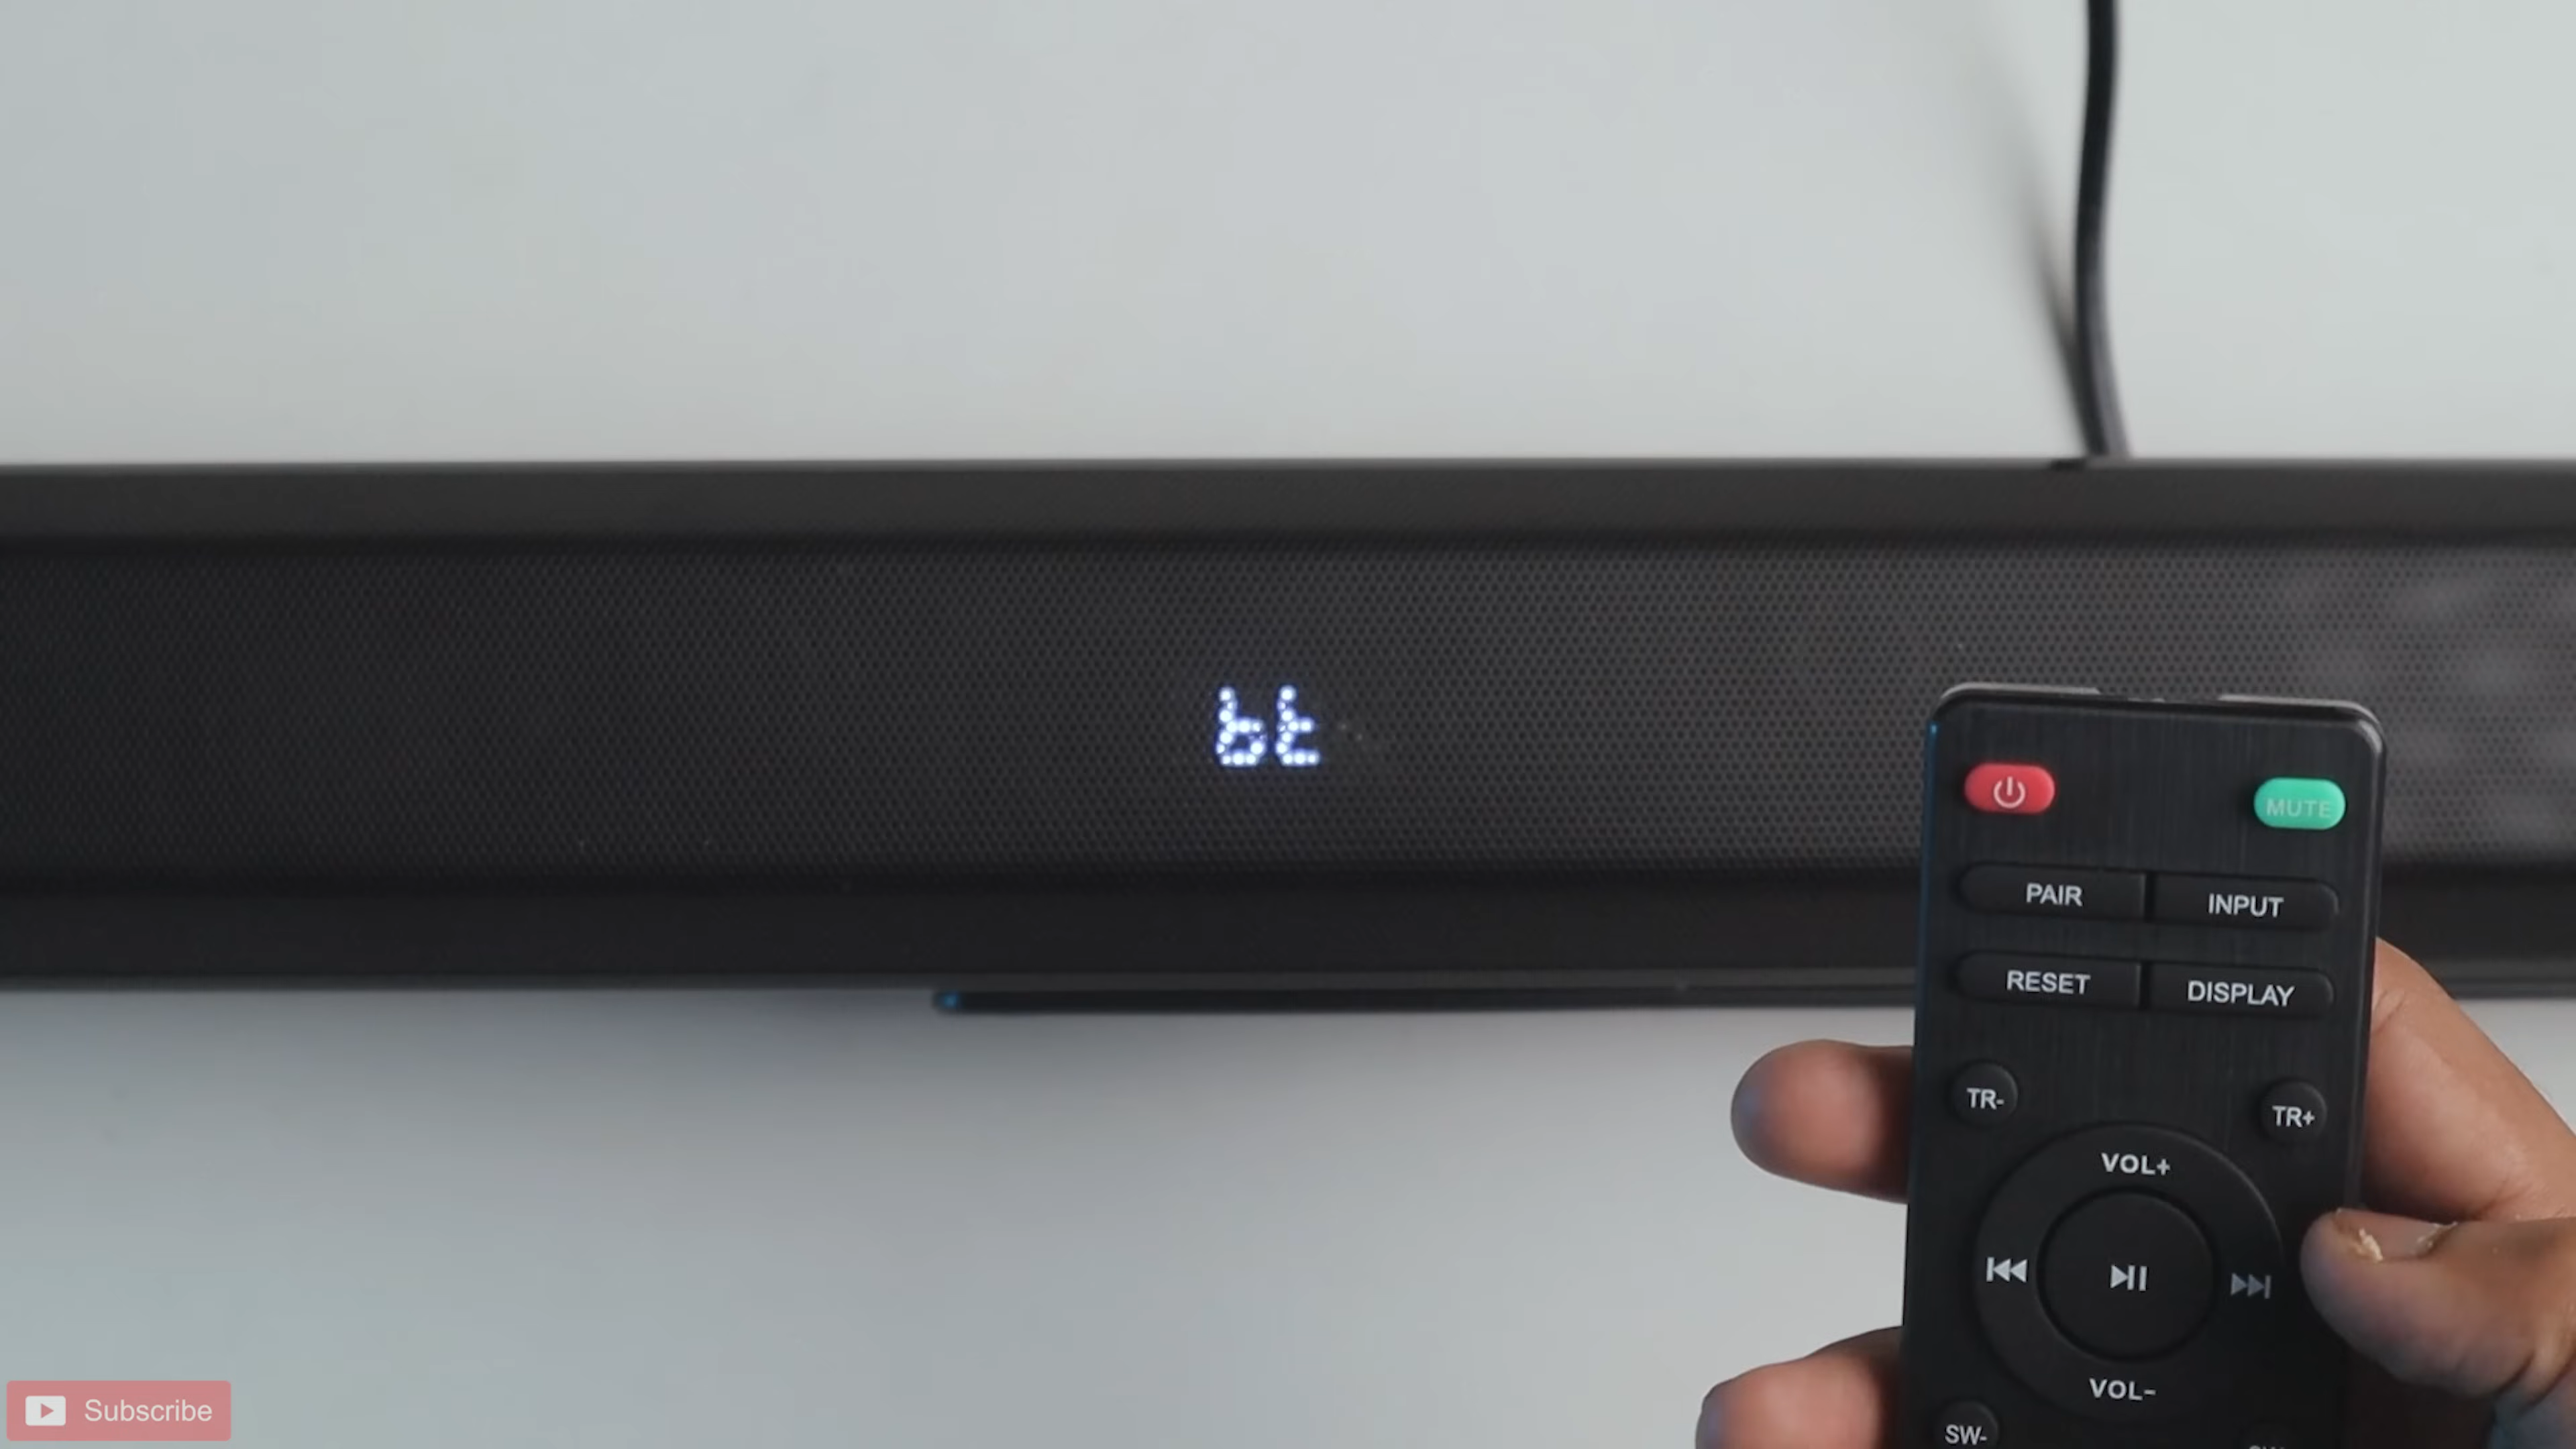 bt
MUTE
PAIR
INPUT
RESET
DISPLAY
TR-
TR+
VOL+
VOL-
SW-
Subscribe